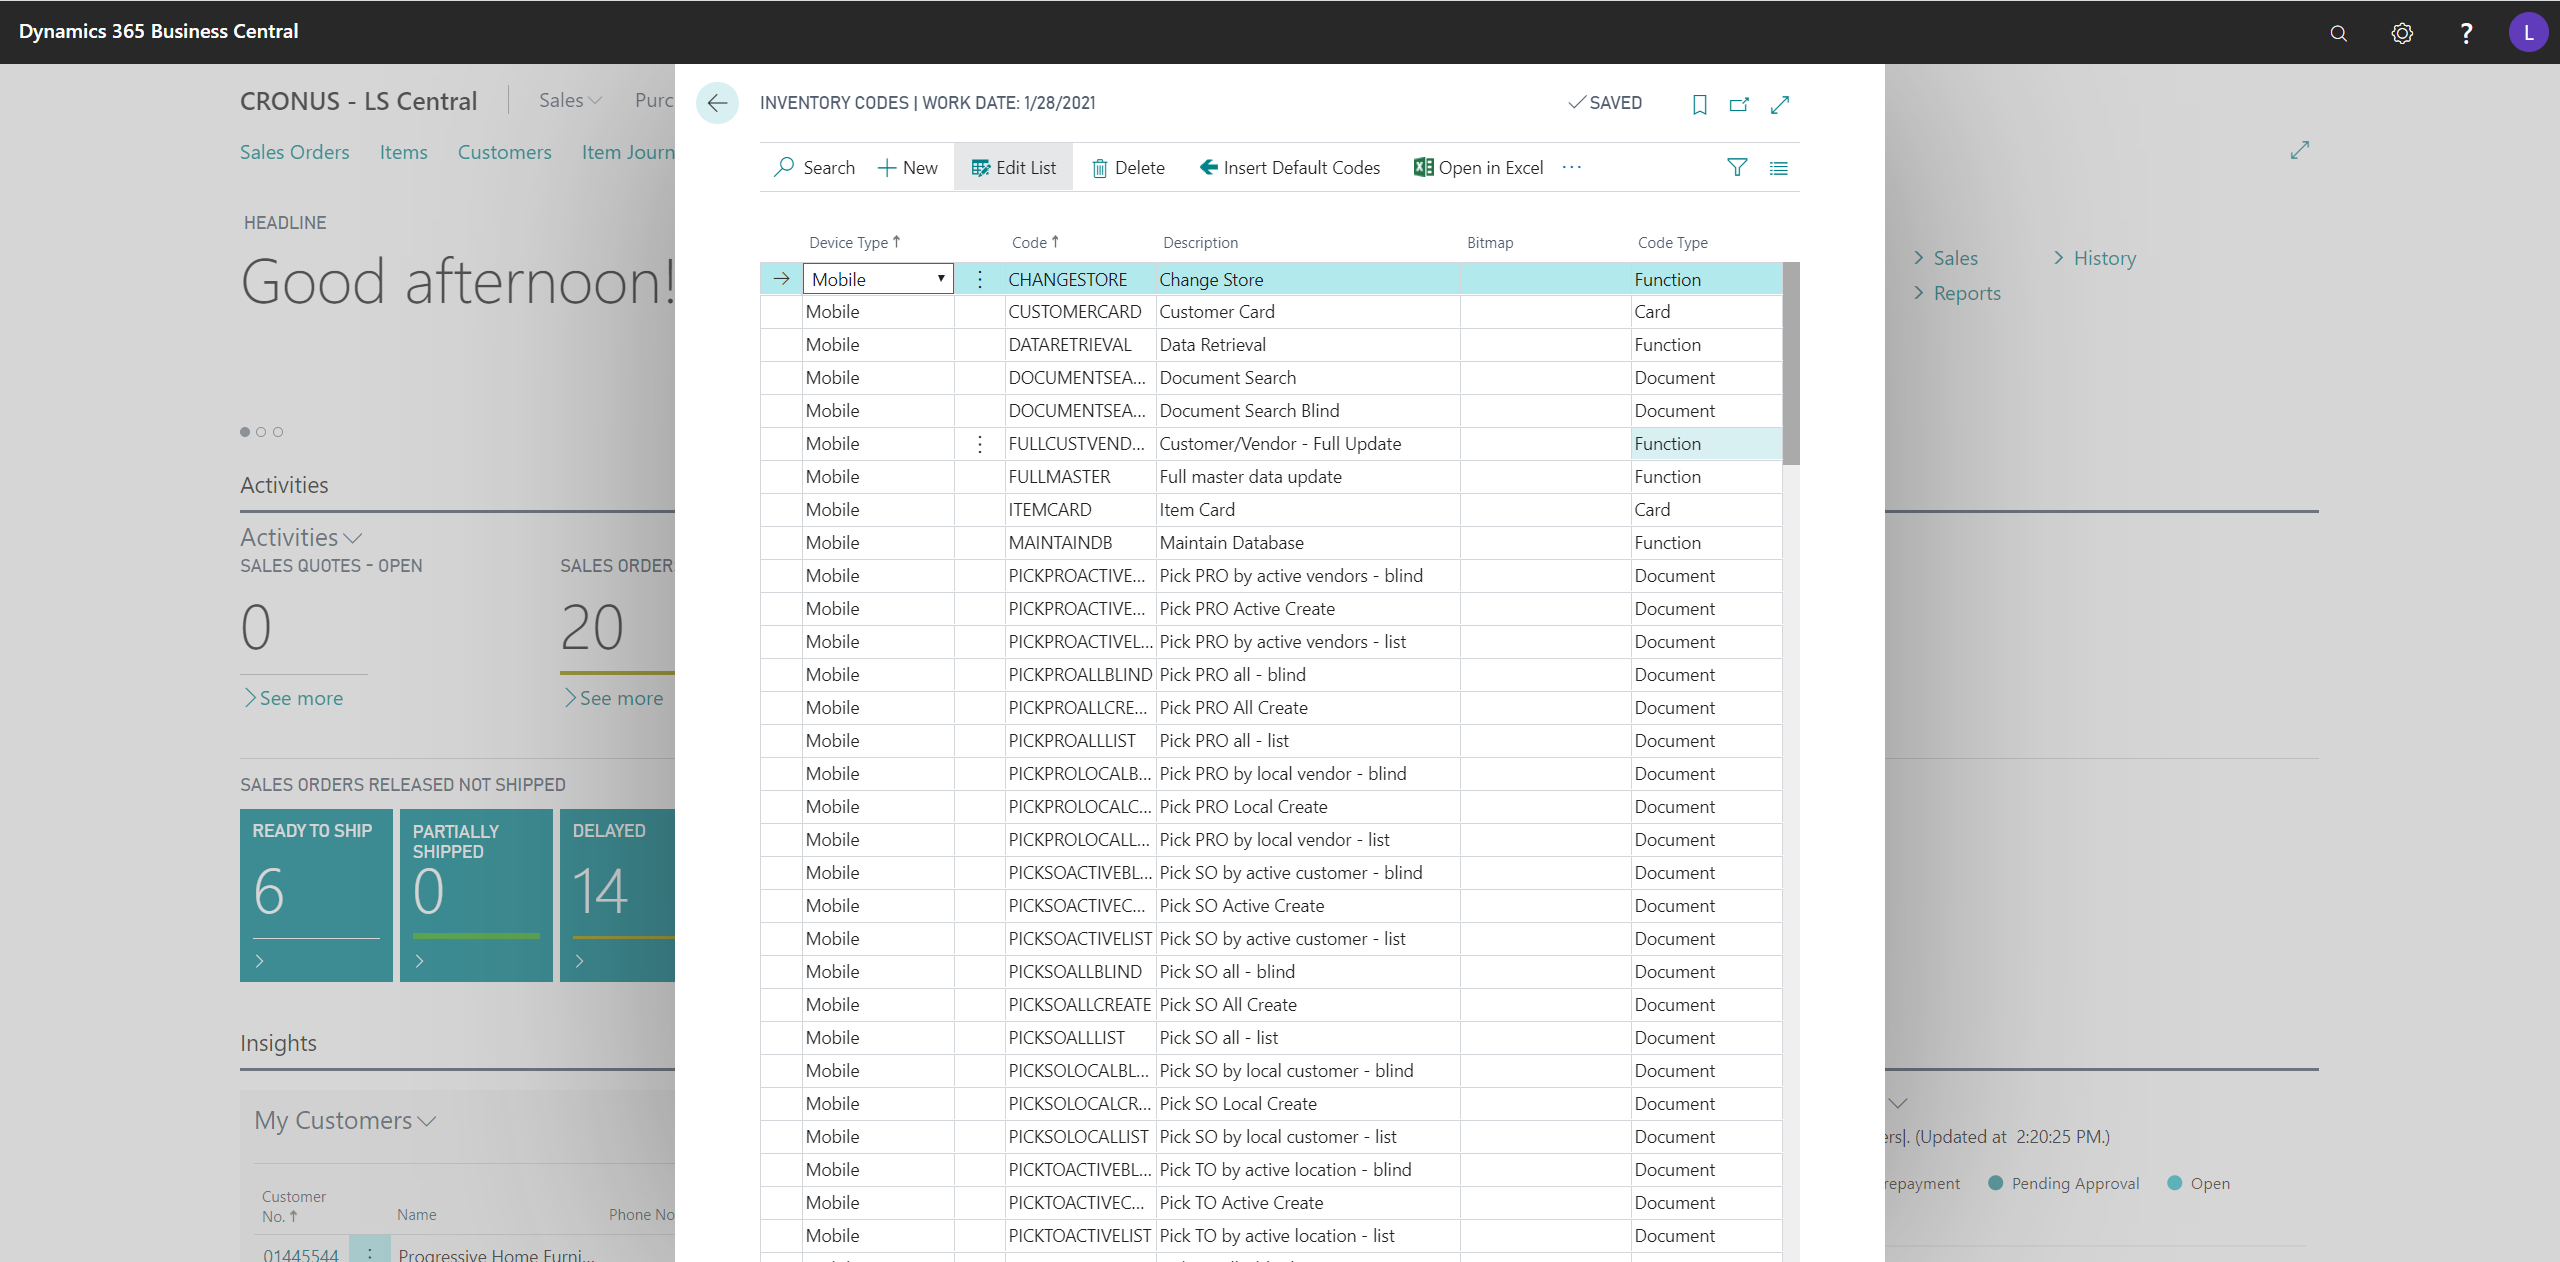 Dynamics 365 Business Central
?
L
CRONUS - LS Central
Sales
Purc
Sales Orders
Items
Customers
Item Journ
HEADLINE
Good afternoon!
Activities
Activities
SALES QUOTES - OPEN
SALES ORDER
0
20
See more
See more
SALES ORDERS RELEASED NOT SHIPPED
READY TO SHIP
PARTIALLY SHIPPED
DELAYED
6
0
14
Insights
My Customers
Customer No. ↑
Name
Phone No
01445544
Progressive Home Furni...
INVENTORY CODES | WORK DATE: 1/28/2021
SAVED
Search
New
Edit List
Delete
Insert Default Codes
Open in Excel
...
Device Type ↑ Code ↑ Description Bitmap Code Type
Mobile CHANGESTORE Change Store Function
Mobile CUSTOMERCARD Customer Card Card
Mobile DATARETRIEVAL Data Retrieval Function
Mobile DOCUMENTSEA... Document Search Document
Mobile DOCUMENTSEA... Document Search Blind Document
Mobile FULLCUSTVEND... Customer/Vendor - Full Update Function
Mobile FULLMASTER Full master data update Function
Mobile ITEMCARD Item Card Card
Mobile MAINTAINDB Maintain Database Function
Mobile PICKPROACTIVE... Pick PRO by active vendors - blind Document
Mobile PICKPROACTIVE... Pick PRO Active Create Document
Mobile PICKPROACTIVEL... Pick PRO by active vendors - list Document
Mobile PICKPROALLBLIND Pick PRO all - blind Document
Mobile PICKPROALLCRE... Pick PRO All Create Document
Mobile PICKPROALLLIST Pick PRO all - list Document
Mobile PICKPROLOCALB... Pick PRO by local vendor - blind Document
Mobile PICKPROLOCALC... Pick PRO Local Create Document
Mobile PICKPROLOCALL... Pick PRO by local vendor - list Document
Mobile PICKSOACTIVEBL... Pick SO by active customer - blind Document
Mobile PICKSOACTIVEC... Pick SO Active Create Document
Mobile PICKSOACTIVELIST Pick SO by active customer - list Document
Mobile PICKSOALLBLIND Pick SO all - blind Document
Mobile PICKSOALLCREATE Pick SO All Create Document
Mobile PICKSOALLLIST Pick SO all - list Document
Mobile PICKSOLOCALBL... Pick SO by local customer - blind Document
Mobile PICKSOLOCALCR... Pick SO Local Create Document
Mobile PICKSOLOCALLIST Pick SO by local customer - list Document
Mobile PICKTOACTIVEBL... Pick TO by active location - blind Document
Mobile PICKTOACTIVEC... Pick TO Active Create Document
Mobile PICKTOACTIVELIST Pick TO by active location - list Document
Sales
History
Reports
ers|. (Updated at 2:20:25 PM.)
repayment
Pending Approval
Open